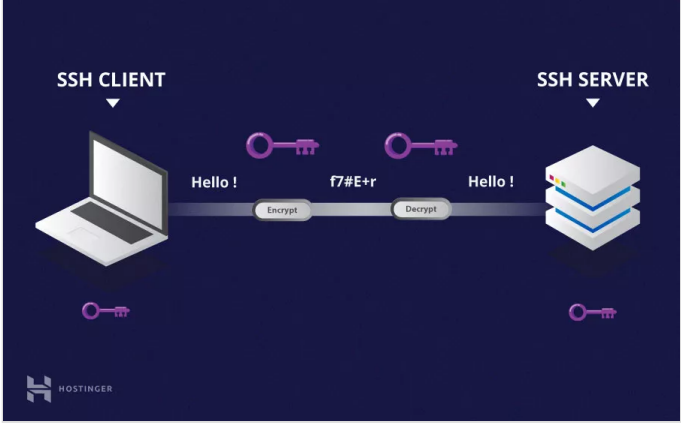 SSH CLIENT
SSH SERVER
Hello !
f7#E+r
Hello !
Encrypt
Decrypt
HOSTINGER